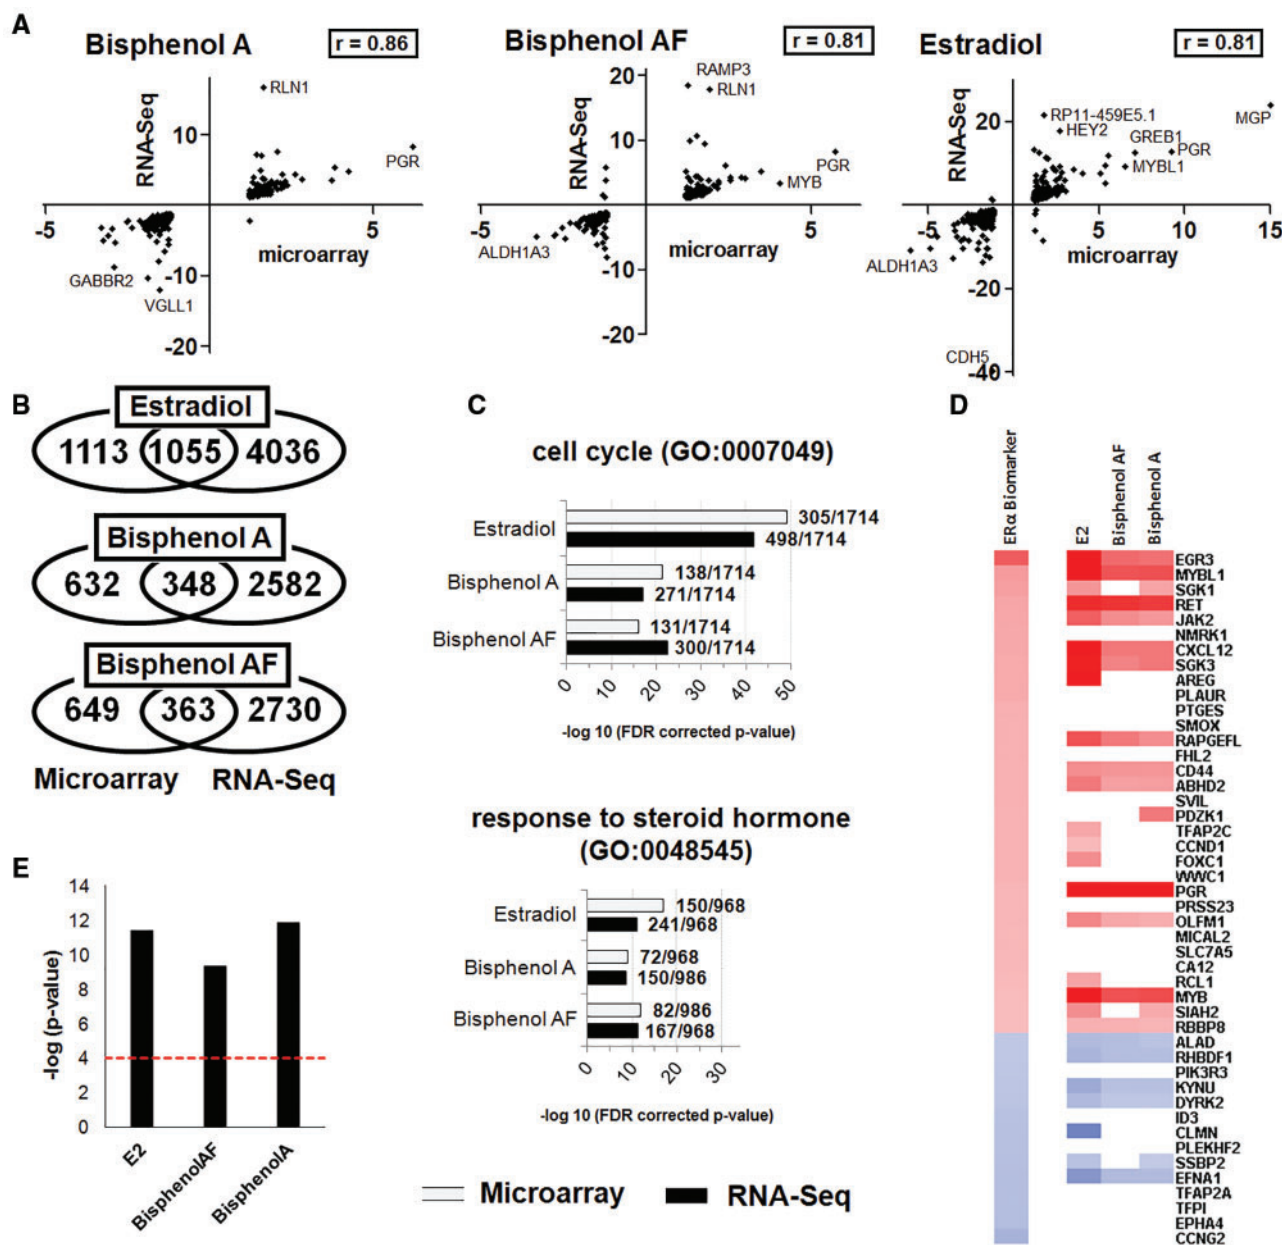 A
Bisphenol A
r = 0.86
RNA-Seq
10
-10
-20
-5
5
microarray
RLN1
PGR
GABBR2
VGLL1
Bisphenol AF
r = 0.81
RNA-Seq
20
10
-10
-20
-5
5
microarray
RAMP3
RLN1
PGR
MYB
ALDH1A3
Estradiol
r = 0.81
RNA-Seq
20
-20
-40
-5
5
10
15
microarray
RP11-459E5.1
HEY2
GREB1
MGP
PGR
MYBL1
ALDH1A3
CDH5
B
Estradiol
1113 1055 4036
Bisphenol A
632 348 2582
Bisphenol AF
649 363 2730
Microarray RNA-Seq
C
cell cycle (GO:0007049)
Estradiol
305/1714
498/1714
Bisphenol A
138/1714
271/1714
Bisphenol AF
131/1714
300/1714
0 10 20 30 40 50
-log 10 (FDR corrected p-value)
response to steroid hormone
(GO:0048545)
Estradiol
150/968
241/968
Bisphenol A
72/968
150/986
Bisphenol AF
82/986
167/968
0 10 20 30
-log 10 (FDR corrected p-value)
Microarray RNA-Seq
D
ERα Biomarker
E2
Bisphenol AF
Bisphenol A
EGR3
MYBL1
SGK1
RET
JAK2
NMRK1
CXCL12
SGK3
AREG
PLAUR
PTGES
SMOX
RAPGEFL
FHL2
CD44
ABHD2
SVIL
PDZK1
TFAP2C
CCND1
FOXC1
WWC1
PGR
PRSS23
OLFM1
MICAL2
SLC7A5
CA12
RCL1
MYB
SIAH2
RBBP8
ALAD
RHBDF1
PIK3R3
KYNU
DYRK2
ID3
CLMN
PLEKHF2
SSBP2
EFNA1
TFAP2A
TFPI
EPHA4
CCNG2
E
-log (p-value)
14
12
10
8
6
4
2
0
E2
BisphenolAF
BisphenolA